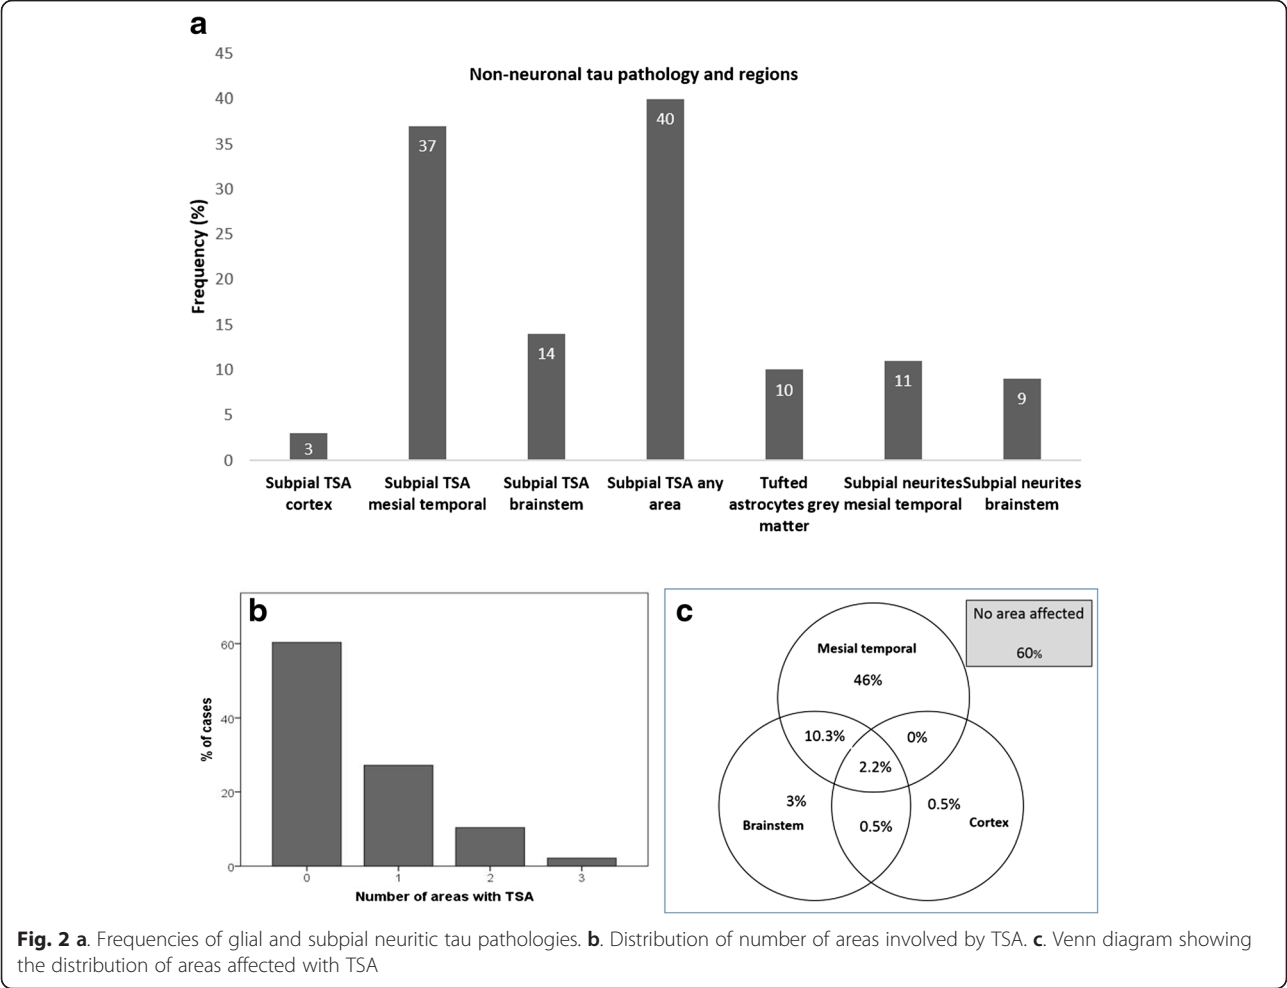 a
Non-neuronal tau pathology and regions
Frequency (%)
45
40
35
30
25
20
15
10
5
0
3
37
14
40
10
11
9
Subpial TSA cortex
Subpial TSA mesial temporal
Subpial TSA brainstem
Subpial TSA any area
Tufted astrocytes grey matter
Subpial neurites mesial temporal
Subpial neurites brainstem
b
% of cases
60
40
20
0
0 1 2 3
Number of areas with TSA
c
No area affected
60%
Mesial temporal
46%
10.3%
0%
2.2%
3%
Brainstem
0.5%
0.5%
Cortex
Fig. 2 a. Frequencies of glial and subpial neuritic tau pathologies. b. Distribution of number of areas involved by TSA. c. Venn diagram showing
the distribution of areas affected with TSA